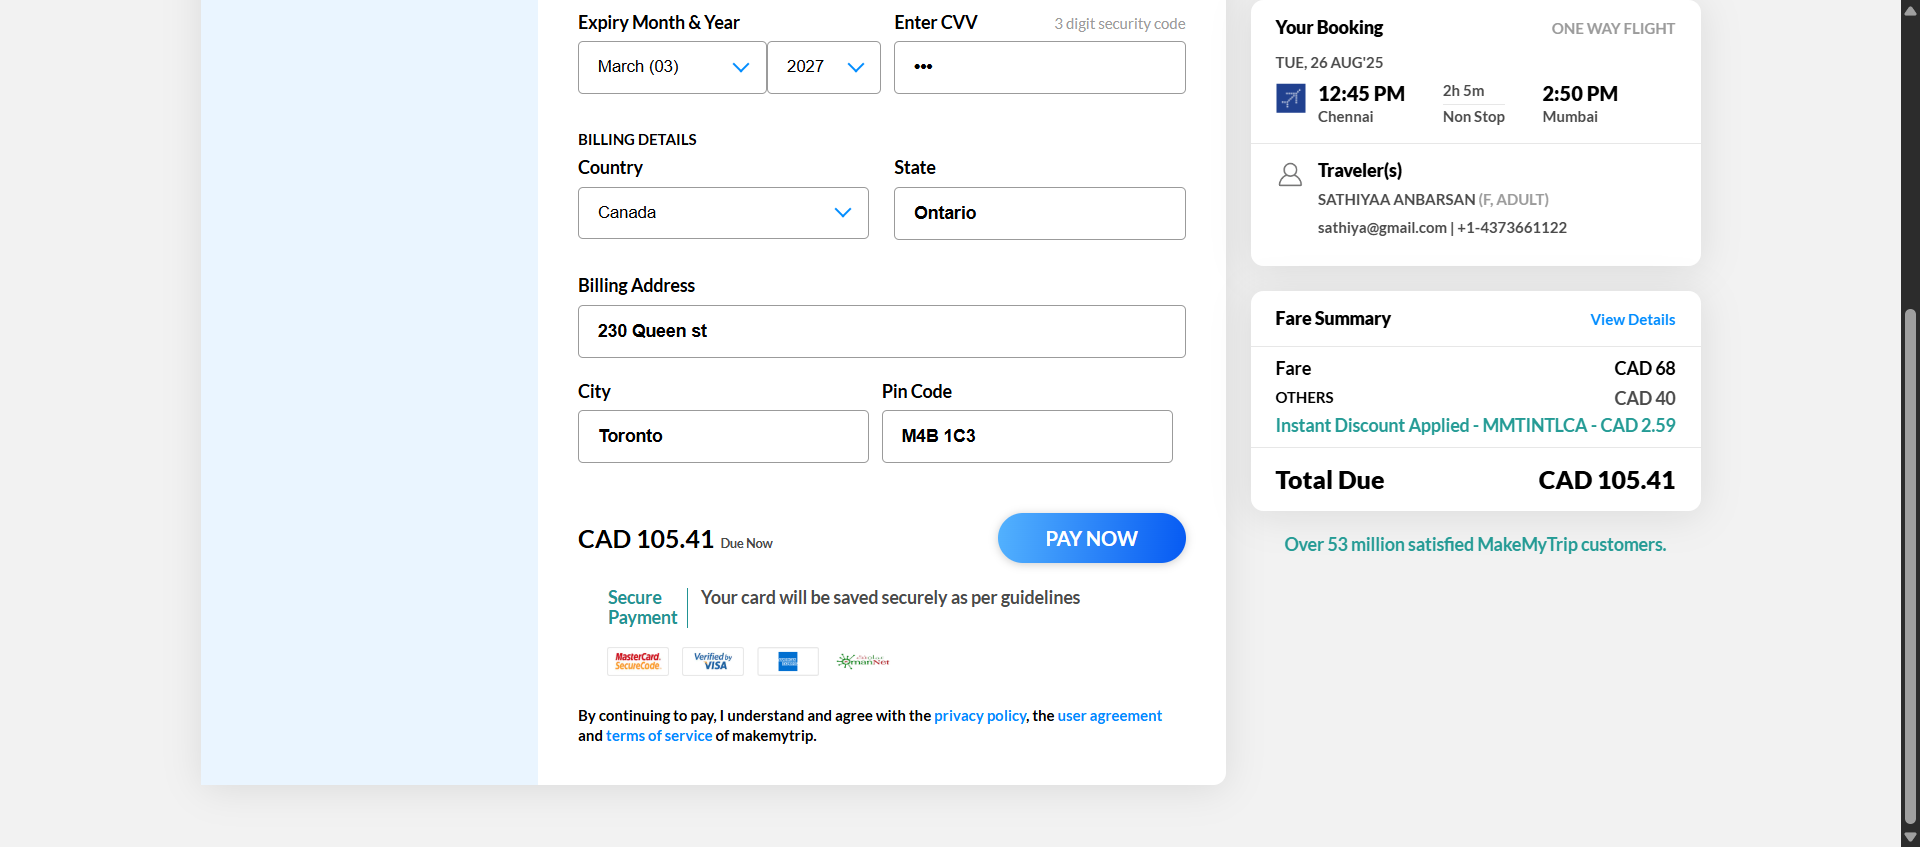 Expiry Month & Year
Enter CVV
3 digit security code
March (03)
2027
•••
BILLING DETAILS
Country
State
Canada
Ontario
Billing Address
230 Queen st
City
Pin Code
Toronto
M4B 1C3
CAD 105.41 Due Now
PAY NOW
Secure
Payment
Your card will be saved securely as per guidelines
MasterCard.
SecureCode.
Verified by
VISA
OmanNet
By continuing to pay, I understand and agree with the privacy policy, the user agreement
and terms of service of makemytrip.
Your Booking
ONE WAY FLIGHT
TUE, 26 AUG'25
12:45 PM
2h 5m
2:50 PM
Chennai
Non Stop
Mumbai
Traveler(s)
SATHIYAA ANBARSAN (F, ADULT)
sathiya@gmail.com | +1-4373661122
Fare Summary
View Details
Fare
CAD 68
OTHERS
CAD 40
Instant Discount Applied - MMTINTLCA - CAD 2.59
Total Due
CAD 105.41
Over 53 million satisfied MakeMyTrip customers.